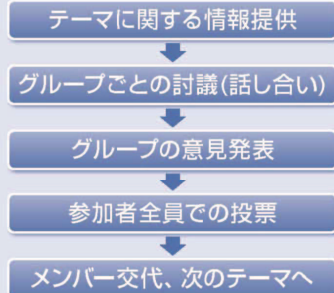 テーマに関する情報提供
グループごとの討議(話し合い)
グループの意見発表
参加者全員での投票
メンバー交代、次のテーマへ